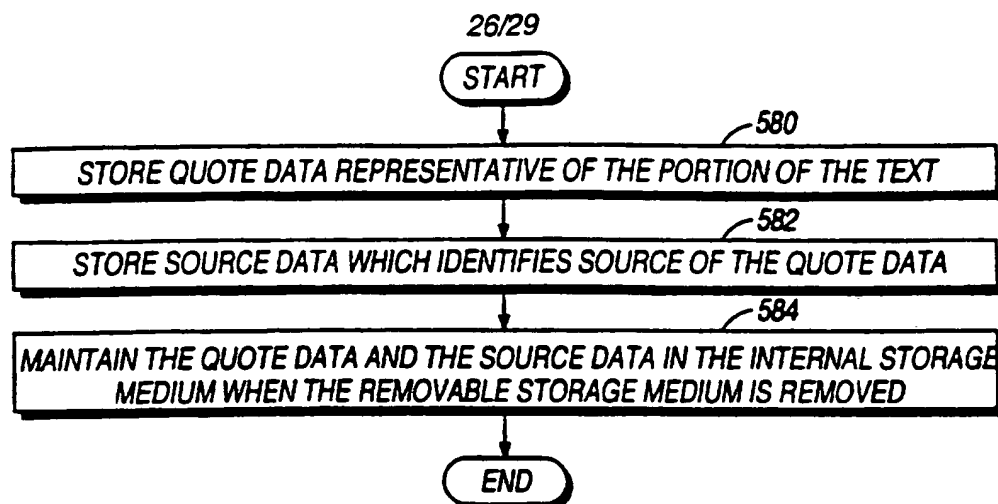 26/29
START
580
STORE QUOTE DATA REPRESENTATIVE OF THE PORTION OF THE TEXT
582
STORE SOURCE DATA WHICH IDENTIFIES SOURCE OF THE QUOTE DATA
584
MAINTAIN THE QUOTE DATA AND THE SOURCE DATA IN THE INTERNAL STORAGE
MEDIUM WHEN THE REMOVABLE STORAGE MEDIUM IS REMOVED
END